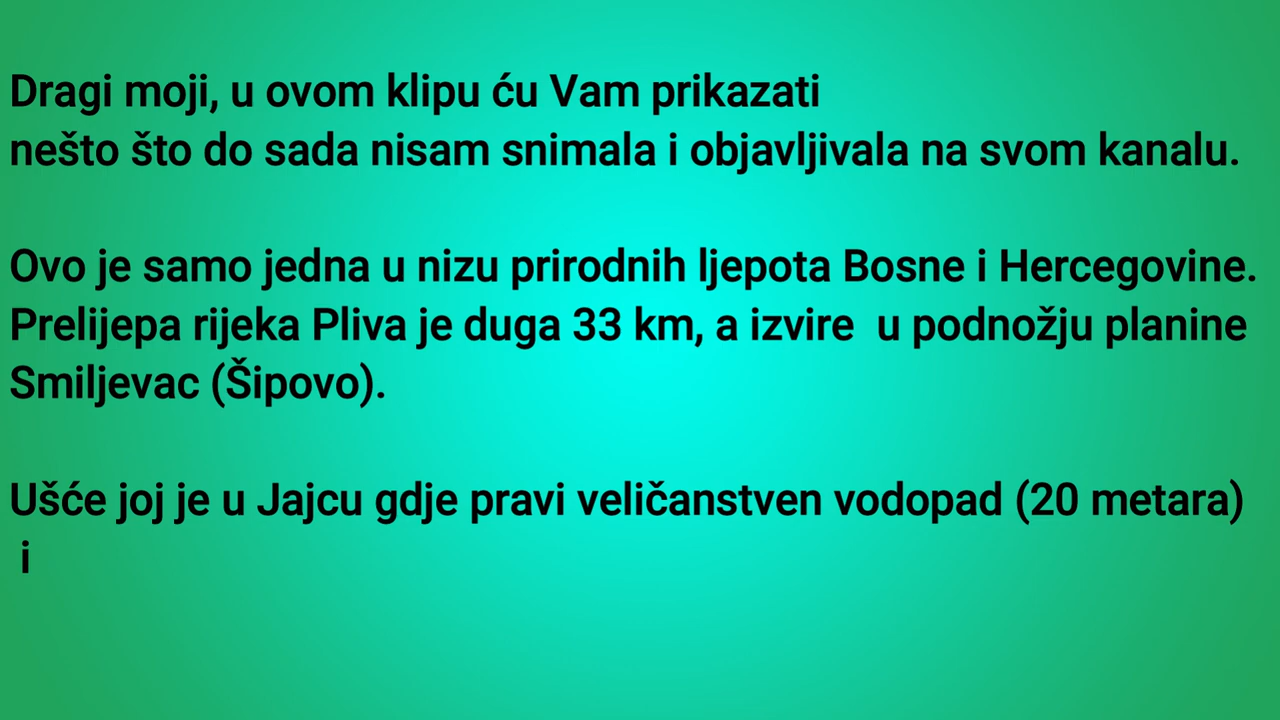 Dragi moji, u ovom klipu ću Vam prikazati
nešto što do sada nisam snimala i objavljivala na svom kanalu.
Ovo je samo jedna u nizu prirodnih ljepota Bosne i Hercegovine.
Prelijepa rijeka Pliva je duga 33 km, a izvire  u podnožju planine
Smiljevac (Šipovo).
Ušće joj je u Jajcu gdje pravi veličanstven vodopad (20 metara)
i